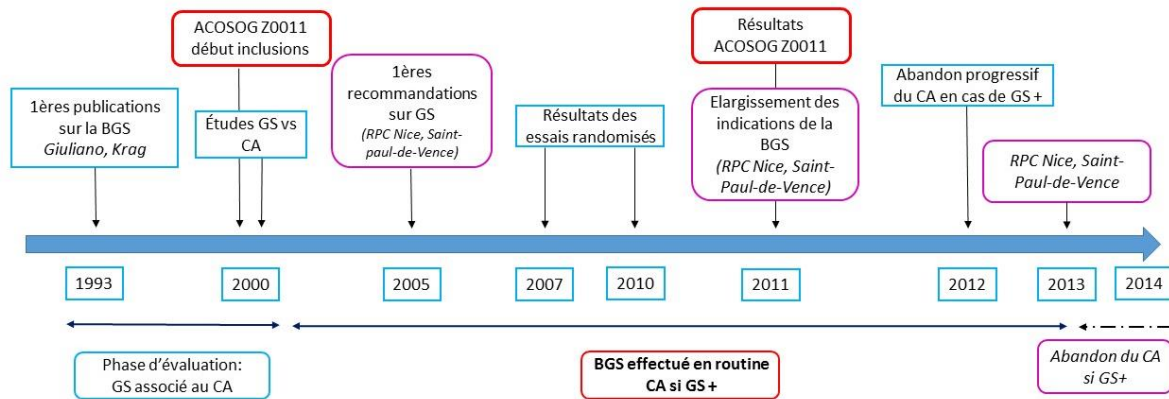 ACOSOG Z0011
début inclusions
Résultats
ACOSOG Z0011
1ères publications
sur la BGS
Giuliano, Krag
Études GS vs
CA
1ères
recommandations
sur GS
(RPC Nice, Saint-
paul-de-Vence)
Résultats des
essais randomisés
Elargissement des
indications de la
BGS
(RPC Nice, Saint-
Paul-de-Vence)
Abandon progressif
du CA en cas de GS +
RPC Nice, Saint-
Paul-de-Vence
1993
2000
2005
2007
2010
2011
2012
2013
2014
Phase d'évaluation:
GS associé au CA
BGS effectué en routine
CA si GS +
Abandon du CA
si GS+